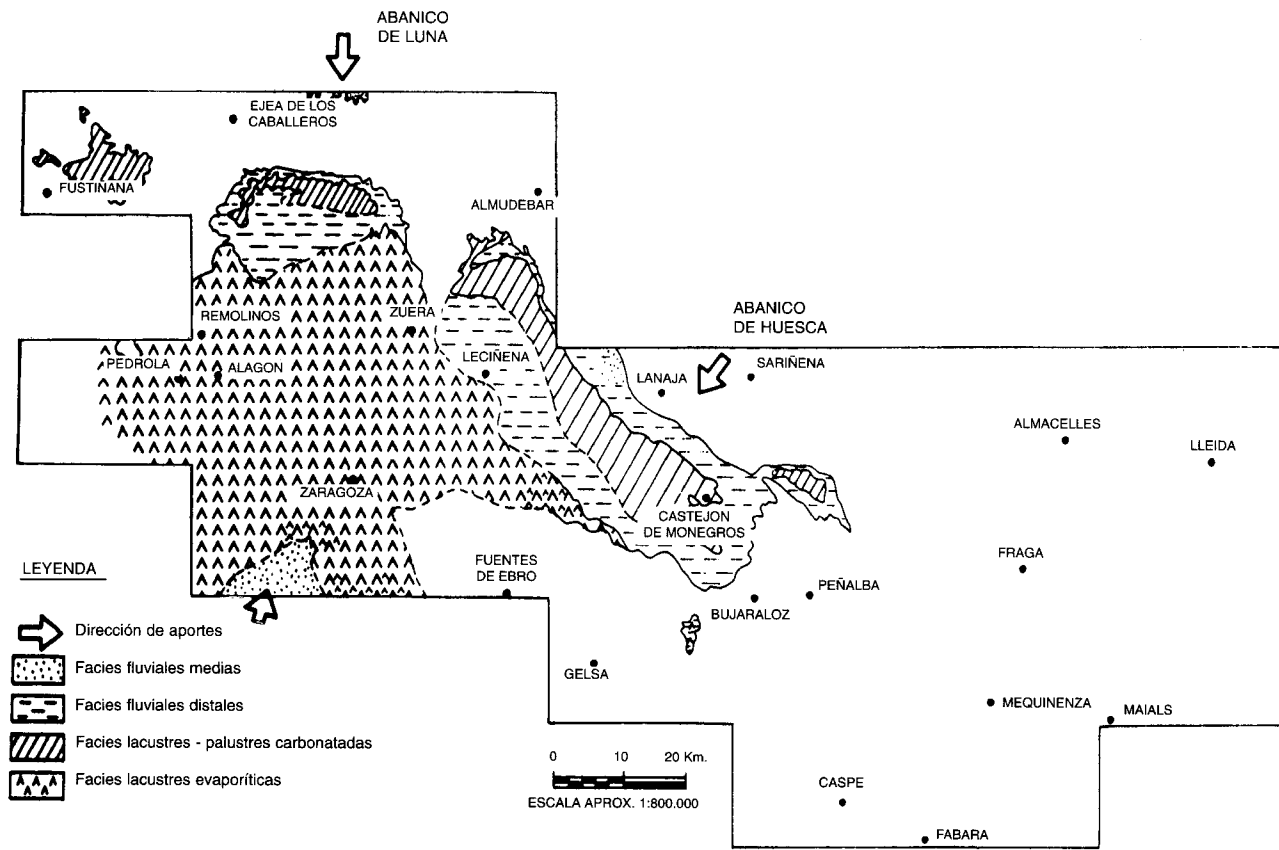 ABANICO
DE LUNA
EJEA DE LOS
CABALLEROS
FUSTIÑANA
ALMUDEBAR
REMOLINOS
ZUERA
ABANICO
DE HUESCA
PEDROLA
ALAGON
LECIÑENA
LANAJA
SARIÑENA
ALMACELLES
LLEIDA
ZARAGOZA
CASTEJON
DE MONEGROS
FUENTES
DE EBRO
FRAGA
PEÑALBA
BUJARALOZ
GELSA
MEQUINENZA
MAIALS
CASPE
FABARA
LEYENDA
Dirección de aportes
Facies fluviales medias
Facies fluviales distales
Facies lacustres - palustres carbonatadas
Facies lacustres evaporíticas
0 10 20 Km.
ESCALA APROX. 1:800.000